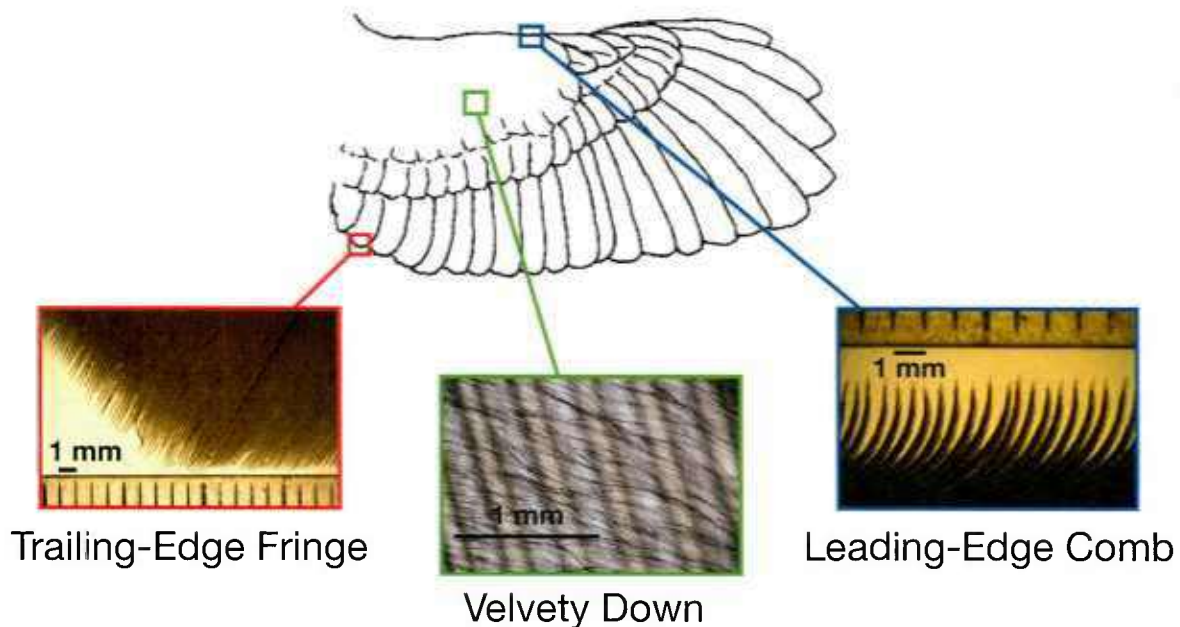 1 mm
1 mm
1 mm
Trailing-Edge Fringe
Leading-Edge Comb
Velvety Down